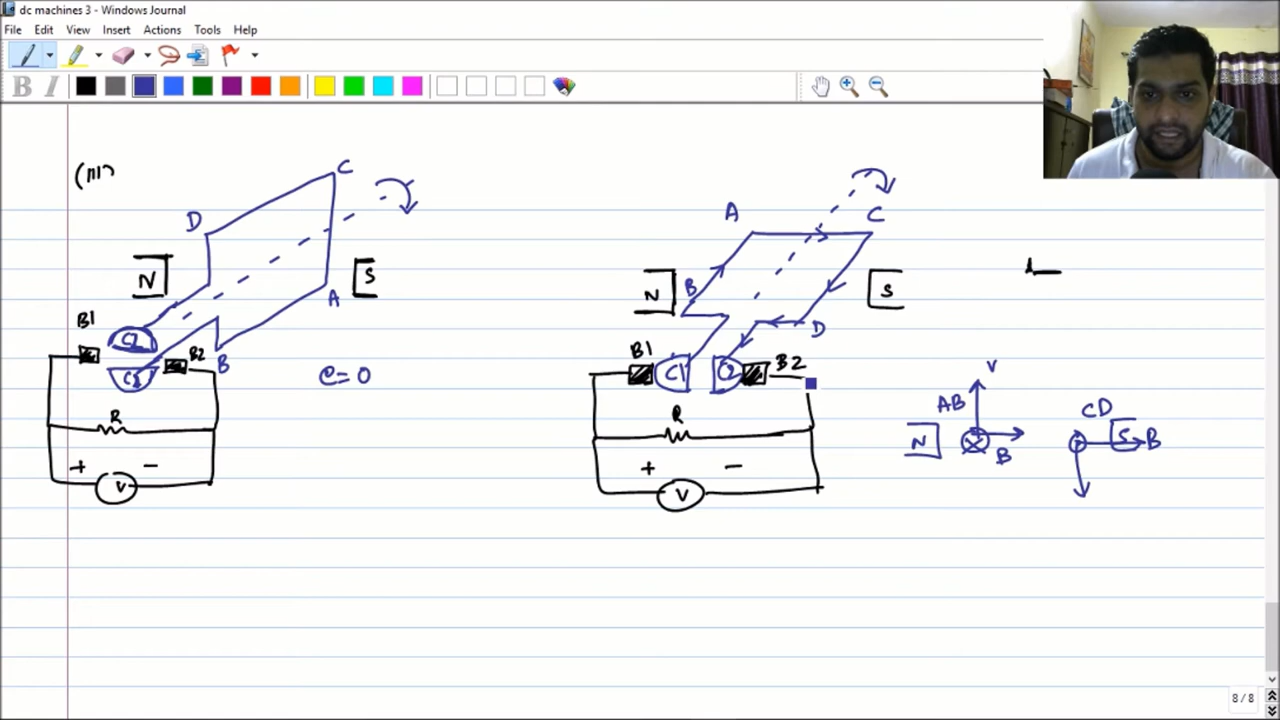 dc machines 3 - Windows Journal
File Edit View Insert Actions Tools Help
B I
(III)
C
D
N
S
A
B1
C2
C1
B2
B
e = 0
R
+ -
V
A
C
B
N
S
D
B1
C1
C2
B2
R
+ -
V
V
AB
CD
N
B
S
B
8 / 8